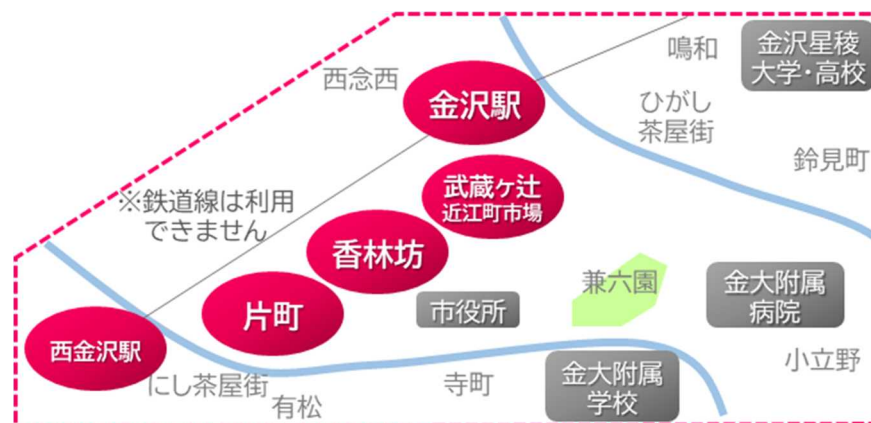 鳴和
金沢星稜
大学・高校
西念西
金沢駅
ひがし
茶屋街
鈴見町
武蔵ヶ辻
近江町市場
※鉄道線は利用
できません
香林坊
兼六園
金大附属
病院
片町
市役所
西金沢駅
小立野
にし茶屋街
寺町
金大附属
学校
有松